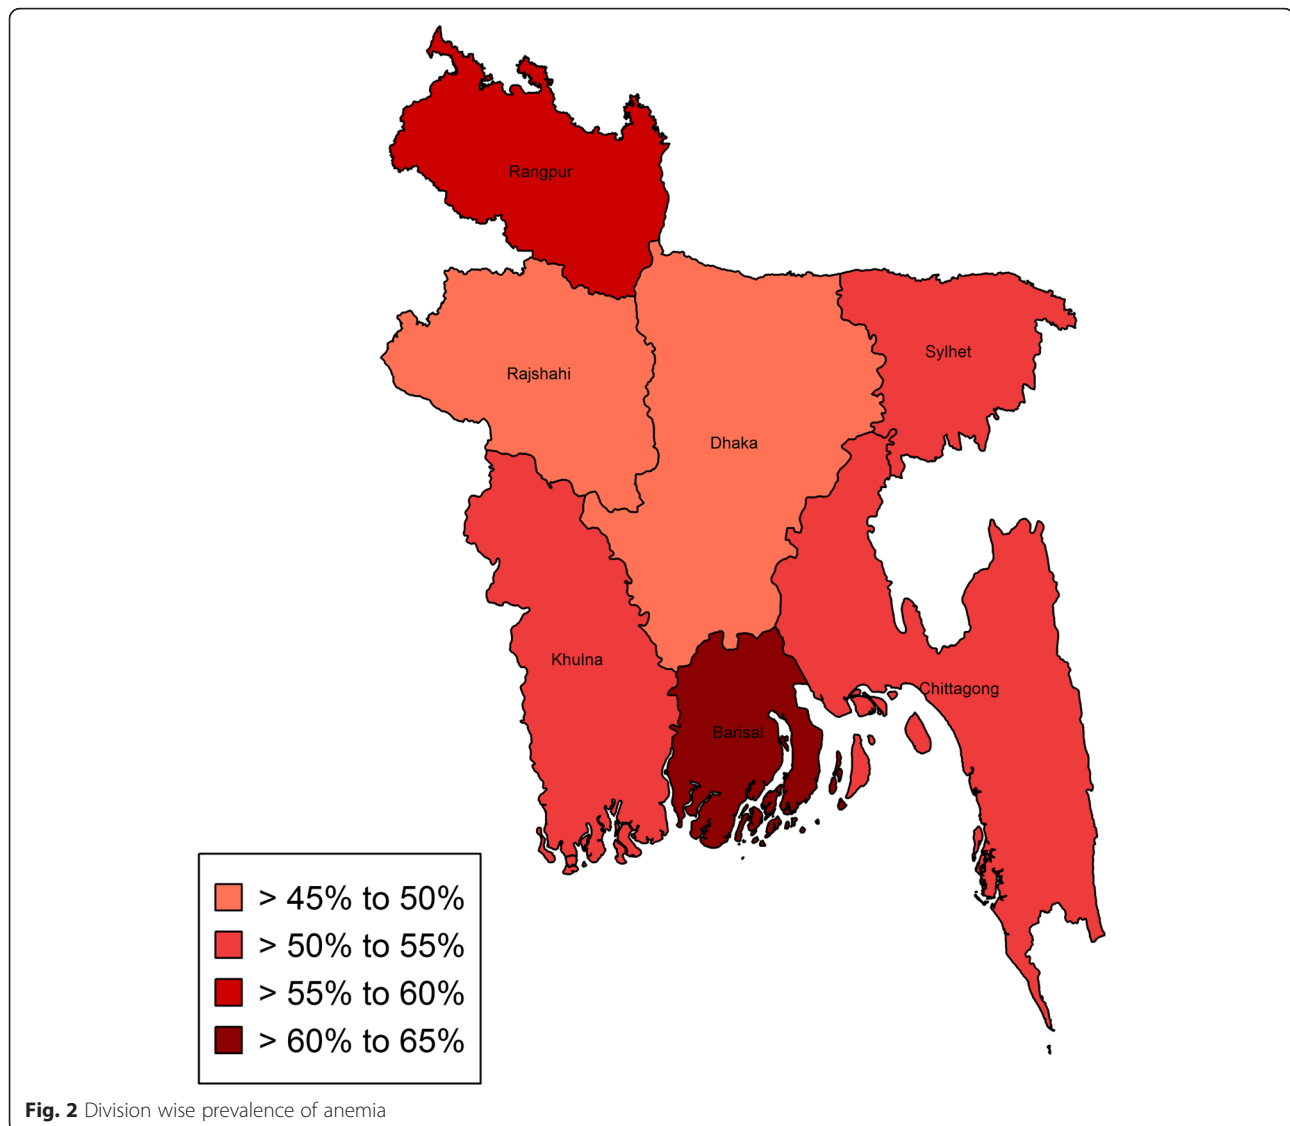 Rangpur
Sylhet
Rajshahi
Dhaka
Khulna
Chittagong
Barisal
> 45% to 50%
> 50% to 55%
> 55% to 60%
> 60% to 65%
Fig. 2 Division wise prevalence of anemia